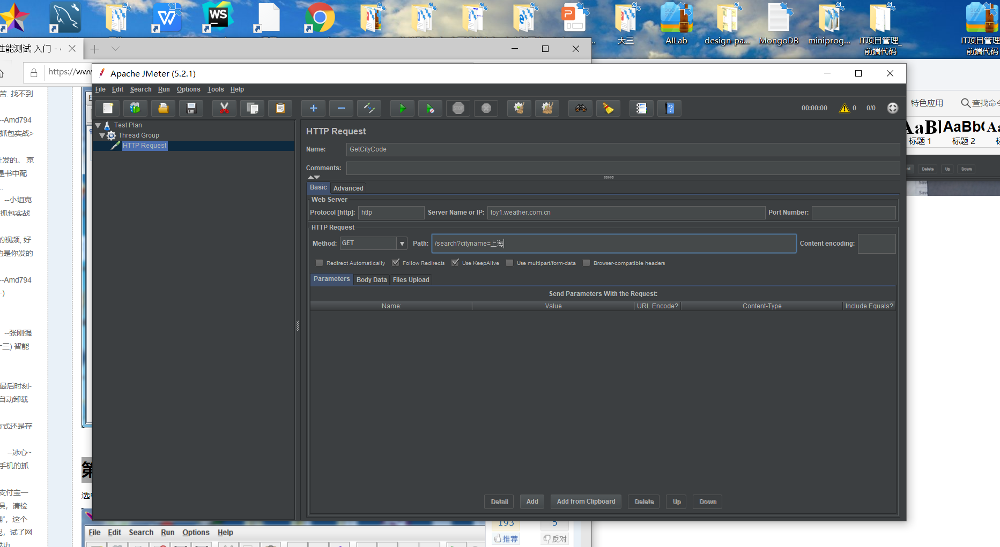 大三
AILab
design-pa...
MongoDB
miniprog...
IT项目管理_
前端代码
IT项目管理
前端代码
性能测试 入门 -
https://www
Apache JMeter (5.2.1)
File Edit Search Run Options Tools Help
00:00:00 0 0/0
Test Plan
Thread Group
HTTP Request
HTTP Request
Name: GetCityCode
Comments:
Basic Advanced
Web Server
Protocol [http]: http Server Name or IP: toy1.weather.com.cn Port Number:
HTTP Request
Method: GET Path: /search?cityname=上海 Content encoding:
Redirect Automatically Follow Redirects Use KeepAlive Use multipart/form-data Browser-compatible headers
Parameters Body Data Files Upload
Send Parameters With the Request:
Name: Value URL Encode? Content-Type Include Equals?
Detail Add Add from Clipboard Delete Up Down
苦. 找不到
--Amd794
抓包实战>
发的。 京
是书中配
--小坦克
抓包实战
的视频, 好
的是你发的
--Amd794
--张刚强
十三) 智能
最后时刻-
自动卸载
方式还是存
--冰心~
手机的抓
支付宝一
误，请检
确”，这个
试了网
第
选
File Edit Search Run Options Help
193 5
推荐 反对
特色应用 查找命令
标题 1 标题 2
Delete Up Down